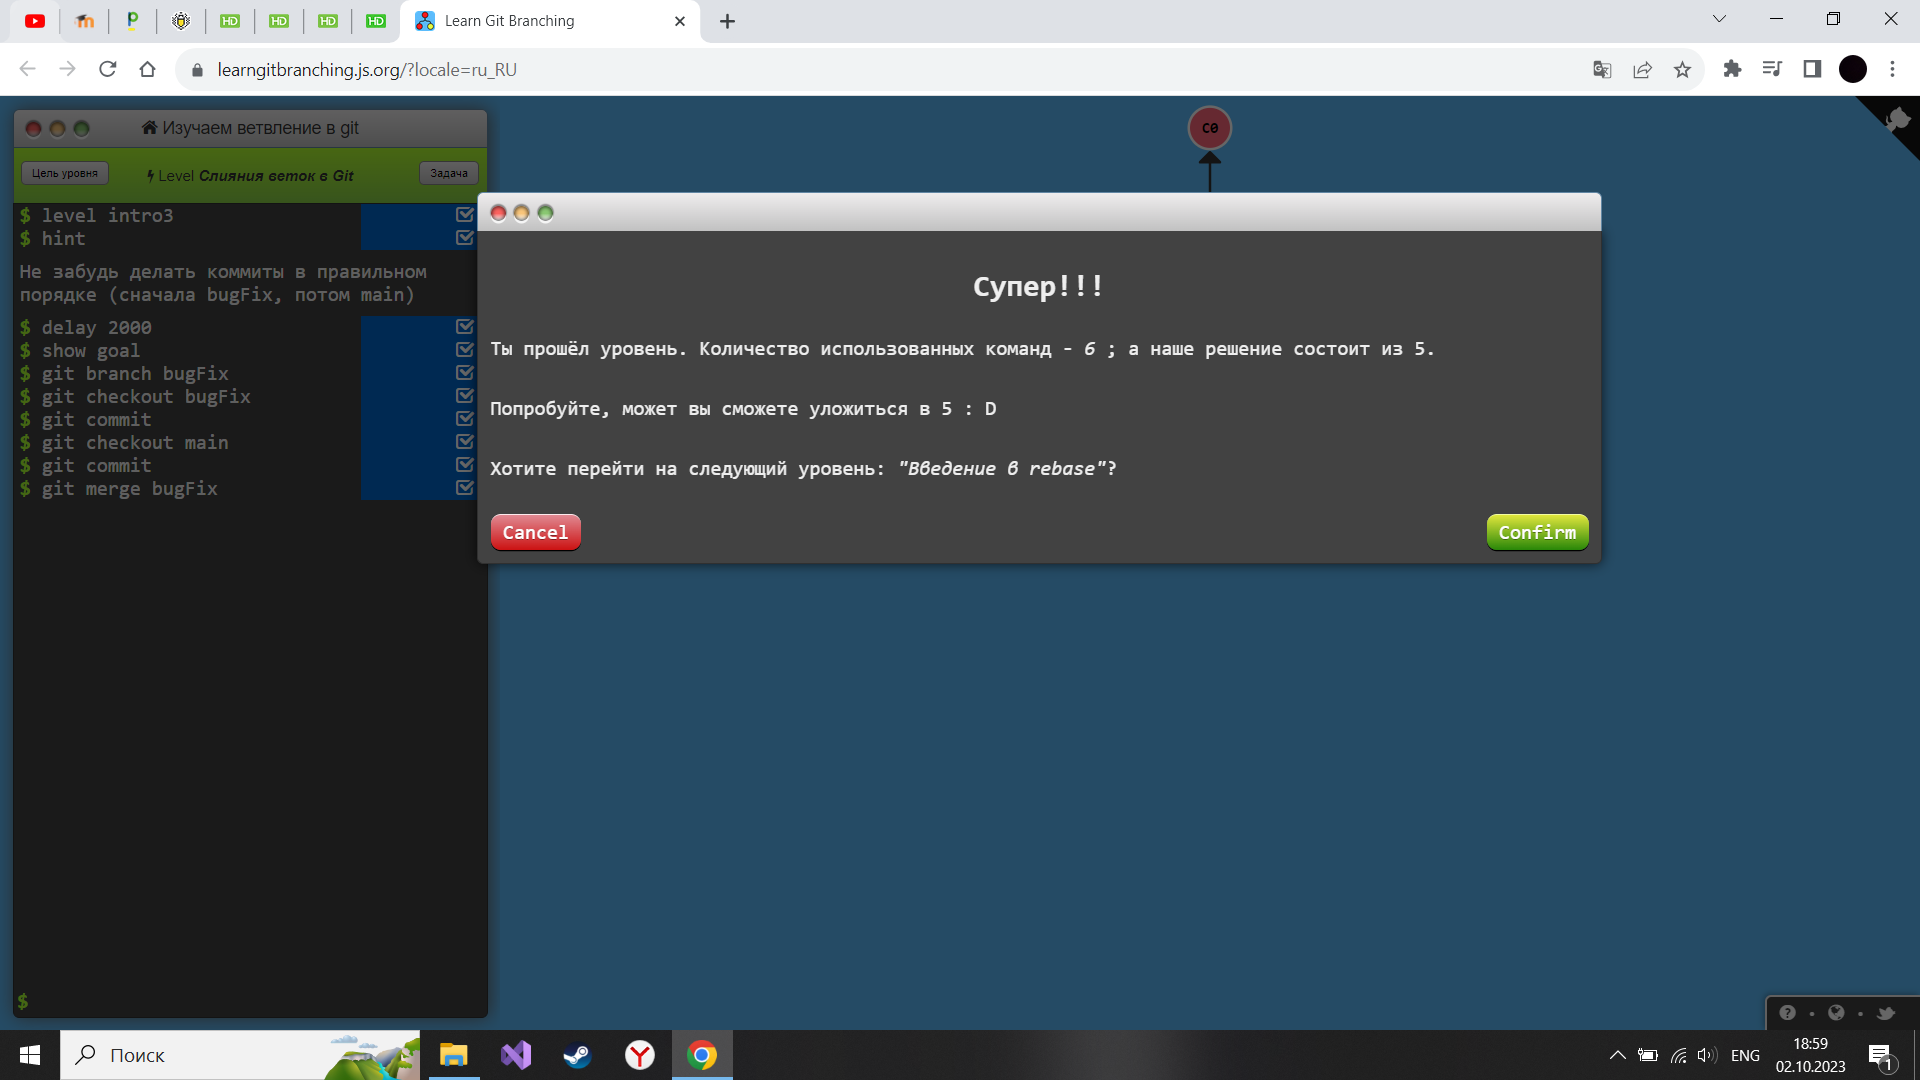 HD
HD
HD
HD
Learn Git Branching
learngitbranching.js.org/?locale=ru_RU
Изучаем ветвление в git
Цель уровня
Level Слияния веток в Git
Задача
$ level intro3
$ hint
Не забудь делать коммиты в правильном
порядке (сначала bugFix, потом main)
$ delay 2000
$ show goal
$ git branch bugFix
$ git checkout bugFix
$ git commit
$ git checkout main
$ git commit
$ git merge bugFix
$
C0
Супер!!!
Ты прошёл уровень. Количество использованных команд - 6 ; а наше решение состоит из 5.
Попробуйте, может вы сможете уложиться в 5 : D
Хотите перейти на следующий уровень: "Введение в rebase"?
Cancel
Confirm
Поиск
ENG
18:59
02.10.2023
1